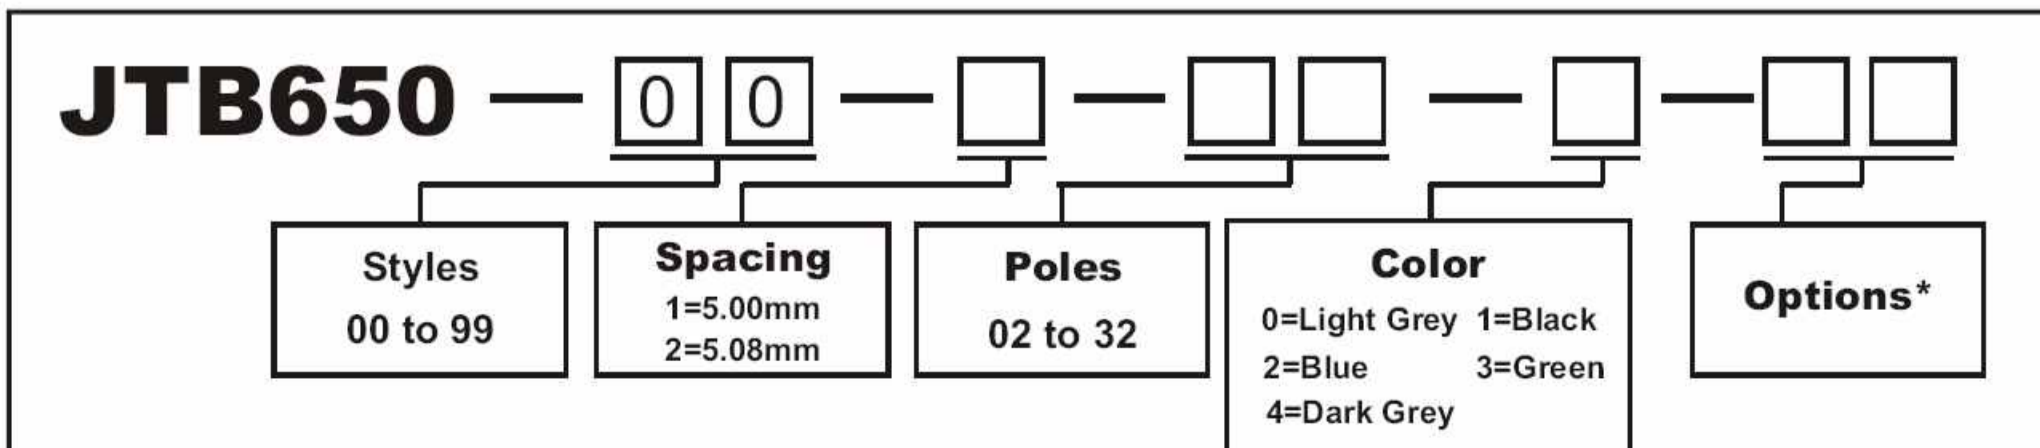 JTB650 — 0 0 — — — —
Styles
00 to 99
Spacing
1=5.00mm
2=5.08mm
Poles
02 to 32
Color
0=Light Grey 1=Black
2=Blue 3=Green
4=Dark Grey
Options*